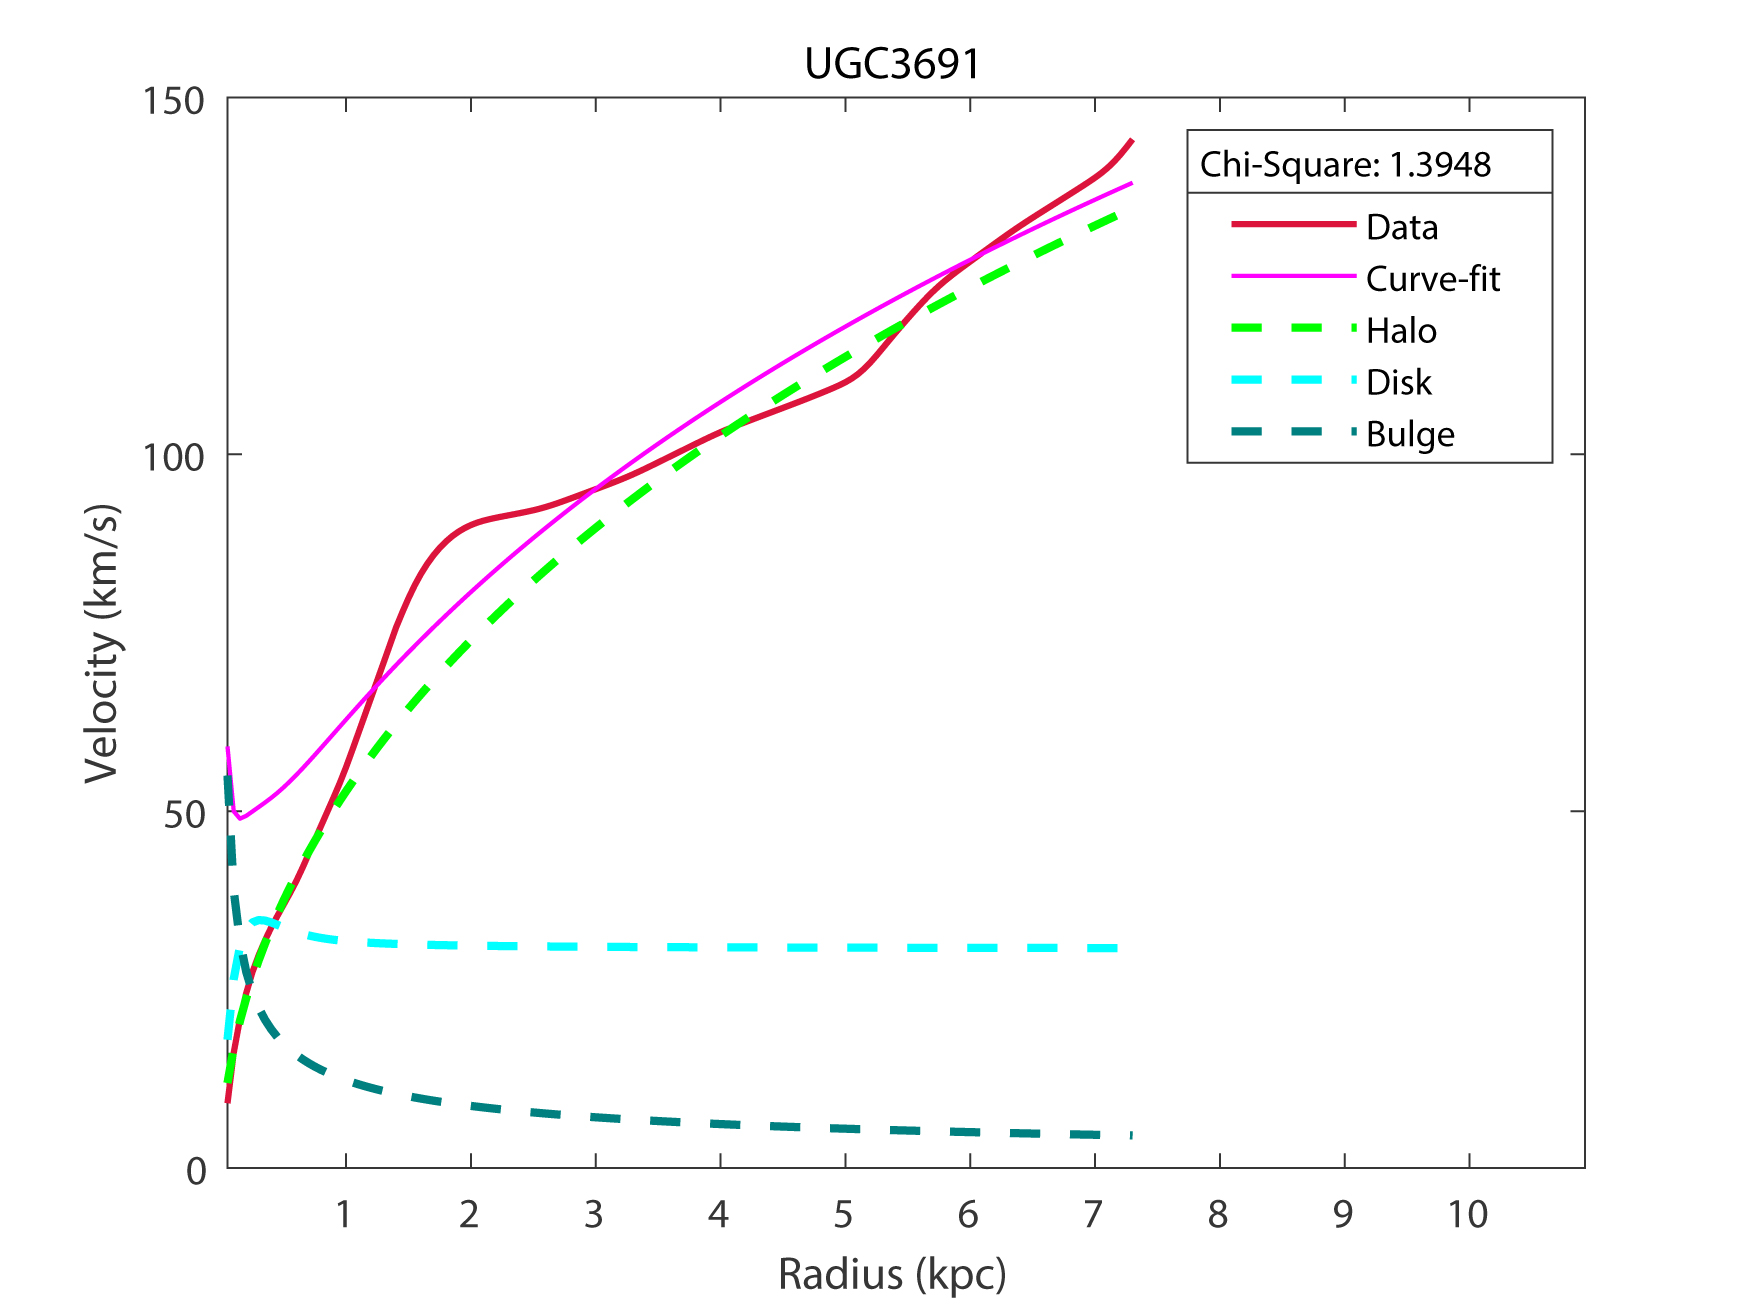 UGC3691
150
100
50
0
Velocity (km/s)
Chi-Square: 1.3948
Data
Curve-fit
Halo
Disk
Bulge
1 2 3 4 5 6 7 8 9 10
Radius (kpc)